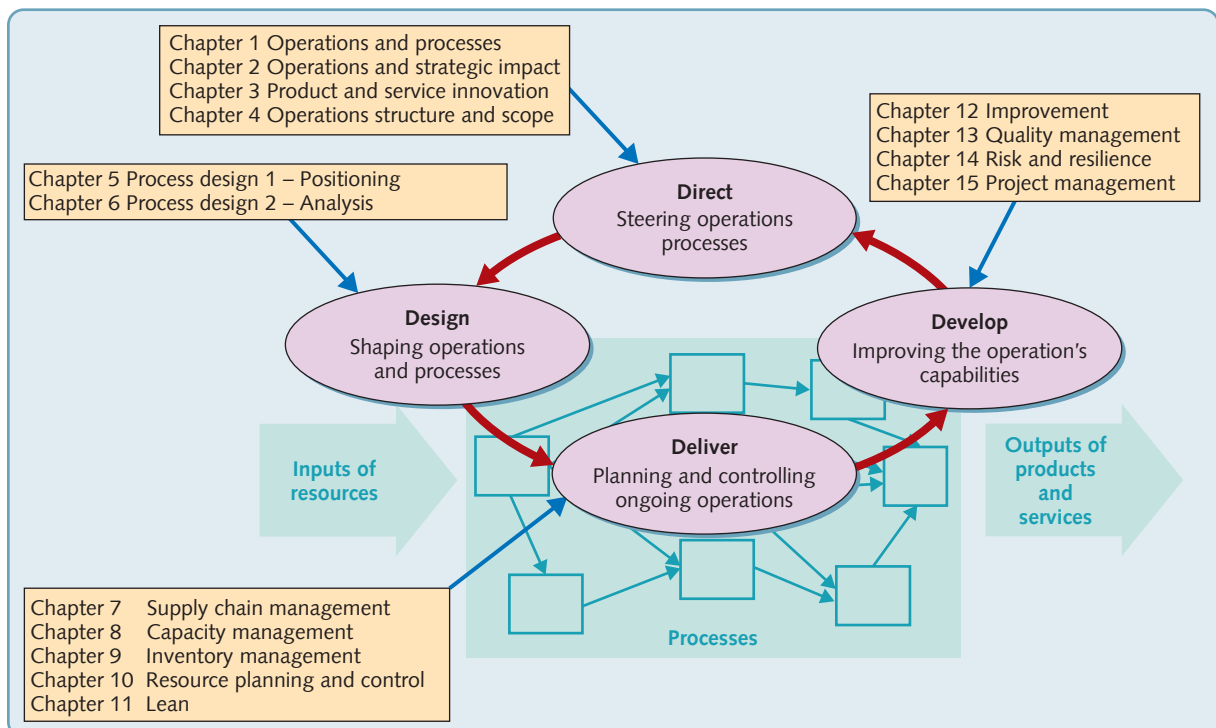 Chapter 1 Operations and processes
Chapter 2 Operations and strategic impact
Chapter 3 Product and service innovation
Chapter 4 Operations structure and scope
Chapter 12 Improvement
Chapter 13 Quality management
Chapter 14 Risk and resilience
Chapter 15 Project management
Chapter 5 Process design 1 – Positioning
Chapter 6 Process design 2 – Analysis
Direct
Steering operations
processes
Design
Shaping operations
and processes
Develop
Improving the operation's
capabilities
Deliver
Planning and controlling
ongoing operations
Inputs of
resources
Outputs of
products
and
services
Chapter 7 Supply chain management
Chapter 8 Capacity management
Chapter 9 Inventory management
Chapter 10 Resource planning and control
Chapter 11 Lean
Processes